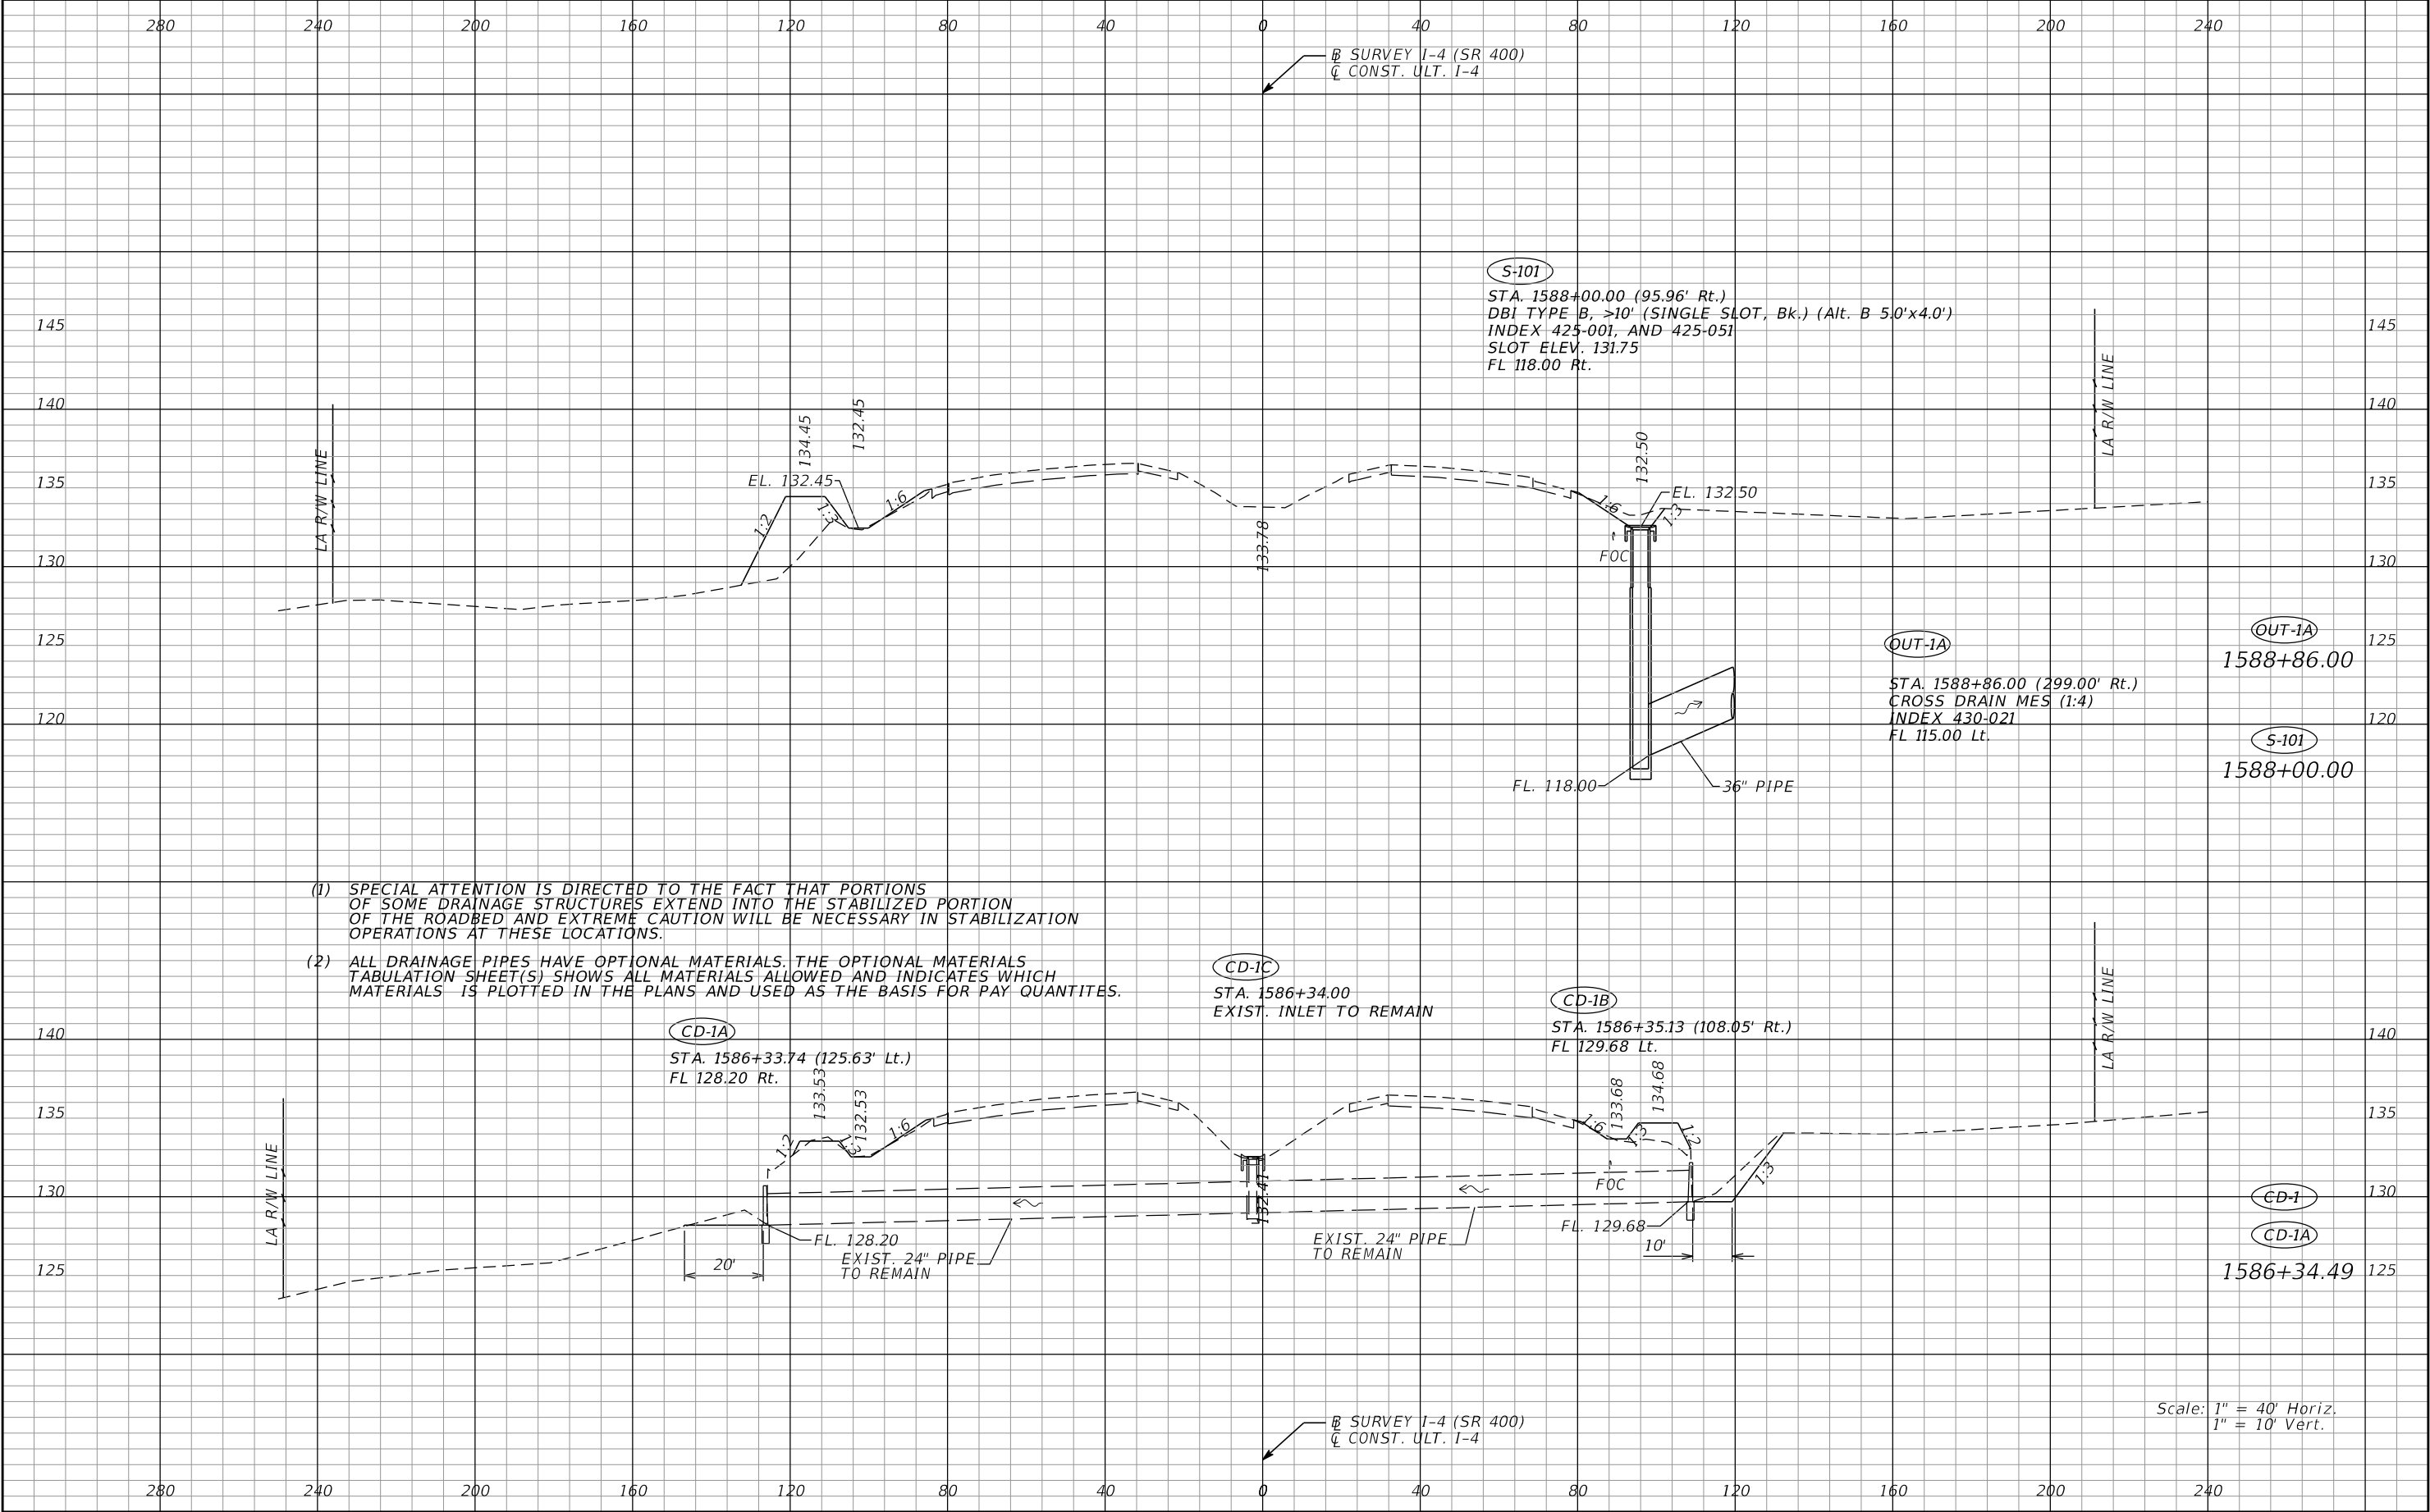 280 240 200 160 120 80 40 0 40 80 120 160 200 240
℄ SURVEY I-4 (SR 400)
℄ CONST. ULT. I-4
S-101
STA. 1588+00.00 (95.96' Rt.)
DBI TYPE B, >10' (SINGLE SLOT, Bk.) (Alt. B 5.0'x4.0')
INDEX 425-001, AND 425-051
SLOT ELEV. 131.75
FL 118.00 Rt.
145 145
140 140
135 135
130 130
125 125
120 120
LA R/W LINE
1:2
134.45
132.45
EL. 132.45
1:3
1:6
133.78
1:6
132.50
EL. 132.50
1:3
FOC
LA R/W LINE
FL. 118.00
36" PIPE
OUT-1A
STA. 1588+86.00 (299.00' Rt.)
CROSS DRAIN MES (1:4)
INDEX 430-021
FL 115.00 Lt.
OUT-1A
1588+86.00
S-101
1588+00.00
(1) SPECIAL ATTENTION IS DIRECTED TO THE FACT THAT PORTIONS
OF SOME DRAINAGE STRUCTURES EXTEND INTO THE STABILIZED PORTION
OF THE ROADBED AND EXTREME CAUTION WILL BE NECESSARY IN STABILIZATION
OPERATIONS AT THESE LOCATIONS.
(2) ALL DRAINAGE PIPES HAVE OPTIONAL MATERIALS. THE OPTIONAL MATERIALS
TABULATION SHEET(S) SHOWS ALL MATERIALS ALLOWED AND INDICATES WHICH
MATERIALS IS PLOTTED IN THE PLANS AND USED AS THE BASIS FOR PAY QUANTITES.
CD-1C
STA. 1586+34.00
EXIST. INLET TO REMAIN
CD-1B
STA. 1586+35.13 (108.05' Rt.)
FL 129.68 Lt.
CD-1A
STA. 1586+33.74 (125.63' Lt.)
FL 128.20 Rt.
140 140
135 135
130 130
125 125
LA R/W LINE
1:2
133.53
1:3
132.53
1:6
132.41
1:6
133.68
1:3
134.68
1:2
1:3
FOC
LA R/W LINE
FL. 128.20
20'
EXIST. 24" PIPE
TO REMAIN
EXIST. 24" PIPE
TO REMAIN
FL. 129.68
10'
CD-1
CD-1A
1586+34.49
Scale: 1" = 40' Horiz.
1" = 10' Vert.
℄ SURVEY I-4 (SR 400)
℄ CONST. ULT. I-4
280 240 200 160 120 80 40 0 40 80 120 160 200 240